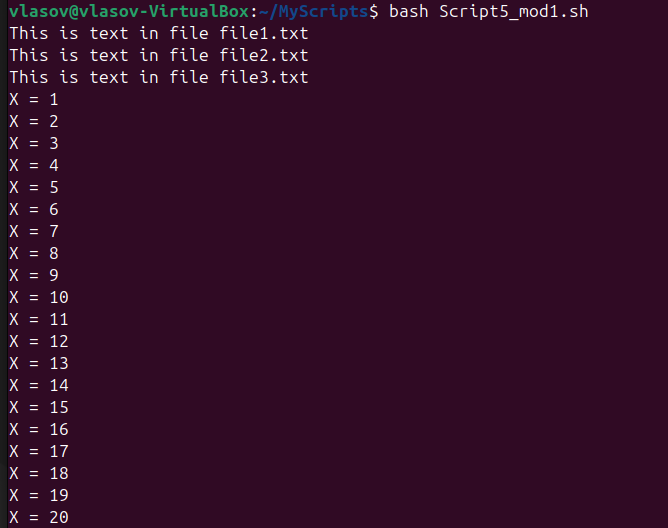 vlasov@vlasov-VirtualBox:~/MyScripts$ bash Script5_mod1.sh
This is text in file file1.txt
This is text in file file2.txt
This is text in file file3.txt
X = 1
X = 2
X = 3
X = 4
X = 5
X = 6
X = 7
X = 8
X = 9
X = 10
X = 11
X = 12
X = 13
X = 14
X = 15
X = 16
X = 17
X = 18
X = 19
X = 20